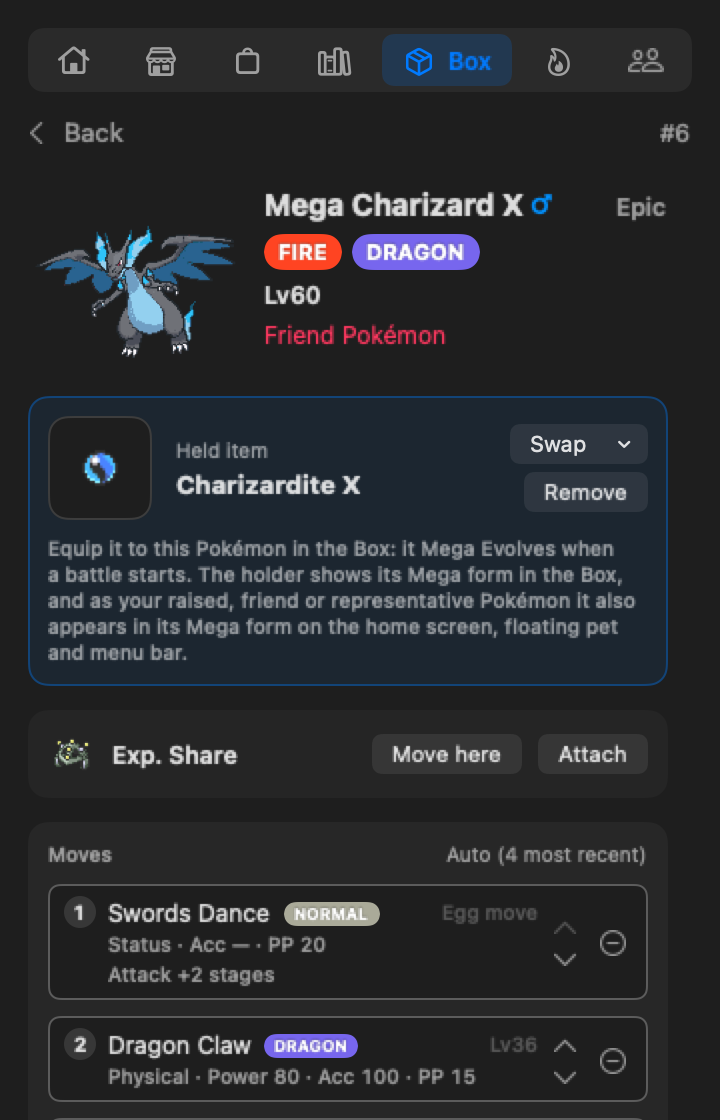 Box
Back
#6
Mega Charizard X ♂
Epic
FIRE DRAGON
Lv60
Friend Pokémon
Held item
Charizardite X
Swap
Remove
Equip it to this Pokémon in the Box: it Mega Evolves when
a battle starts. The holder shows its Mega form in the Box,
and as your raised, friend or representative Pokémon it also
appears in its Mega form on the home screen, floating pet
and menu bar.
Exp. Share
Move here
Attach
Moves
Auto (4 most recent)
1 Swords Dance NORMAL Egg move
Status · Acc — · PP 20
Attack +2 stages
2 Dragon Claw DRAGON Lv36
Physical · Power 80 · Acc 100 · PP 15